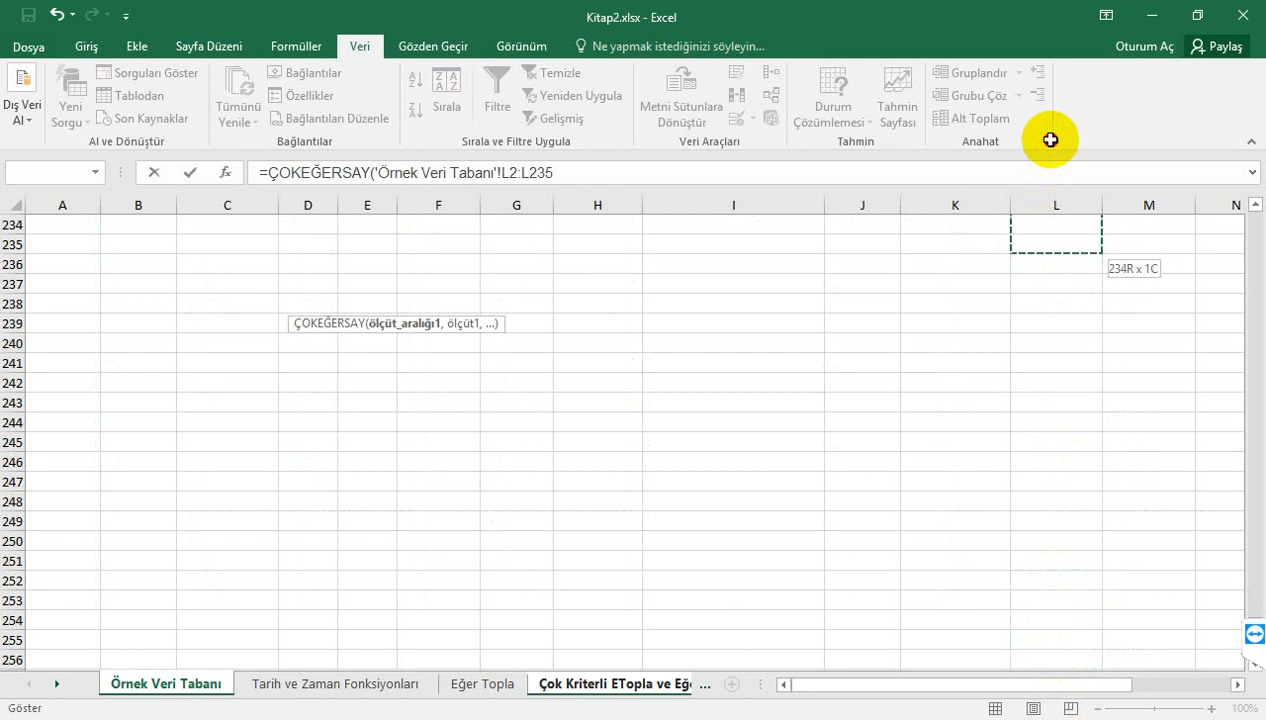 Kitap2.xlsx - Excel
Dosya Giriş Ekle Sayfa Düzeni Formüller Veri Gözden Geçir Görünüm Ne yapmak istediğinizi söyleyin... Oturum Aç Paylaş
Dış Veri Al
Yeni Sorgu
Sorguları Göster
Tablodan
Son Kaynaklar
Al ve Dönüştür
Tümünü Yenile
Bağlantılar
Özellikler
Bağlantıları Düzenle
Bağlantılar
Sırala
Filtre
Temizle
Yeniden Uygula
Gelişmiş
Sırala ve Filtre Uygula
Metni Sütunlara Dönüştür
Veri Araçları
Durum Çözümlemesi
Tahmin Sayfası
Tahmin
Gruplandır
Grubu Çöz
Alt Toplam
Anahat
fx =ÇOKEĞERSAY('Örnek Veri Tabanı'!L2:L235
A B C D E F G H I J K L M N
234
235
236
234R x 1C
237
238
239
ÇOKEĞERSAY(ölçüt_aralığı1, ölçüt1, ...)
240
241
242
243
244
245
246
247
248
249
250
251
252
253
254
255
256
Örnek Veri Tabanı Tarih ve Zaman Fonksiyonları Eğer Topla Çok Kriterli ETopla ve Eğe ...
Göster 100%